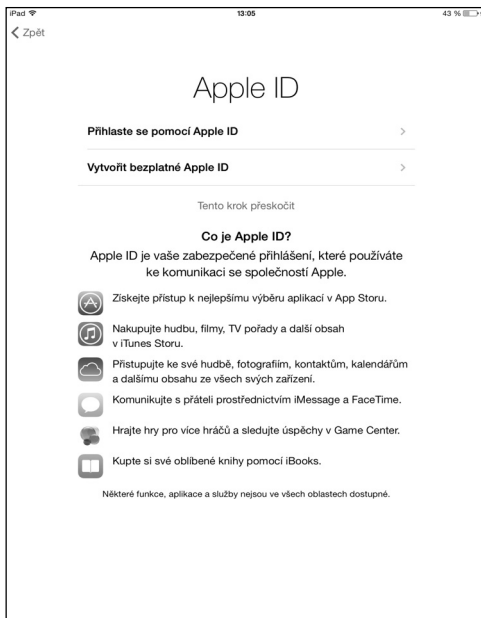 iPad 13:05 43 %
Zpět
Apple ID
Přihlaste se pomocí Apple ID
Vytvořit bezplatné Apple ID
Tento krok přeskočit
Co je Apple ID?
Apple ID je vaše zabezpečené přihlášení, které používáte
ke komunikaci se společností Apple.
Získejte přístup k nejlepšímu výběru aplikací v App Storu.
Nakupujte hudbu, filmy, TV pořady a další obsah
v iTunes Storu.
Přistupujte ke své hudbě, fotografiím, kontaktům, kalendářům
a dalšímu obsahu ze všech svých zařízení.
Komunikujte s přáteli prostřednictvím iMessage a FaceTime.
Hrajte hry pro více hráčů a sledujte úspěchy v Game Center.
Kupte si své oblíbené knihy pomocí iBooks.
Některé funkce, aplikace a služby nejsou ve všech oblastech dostupné.